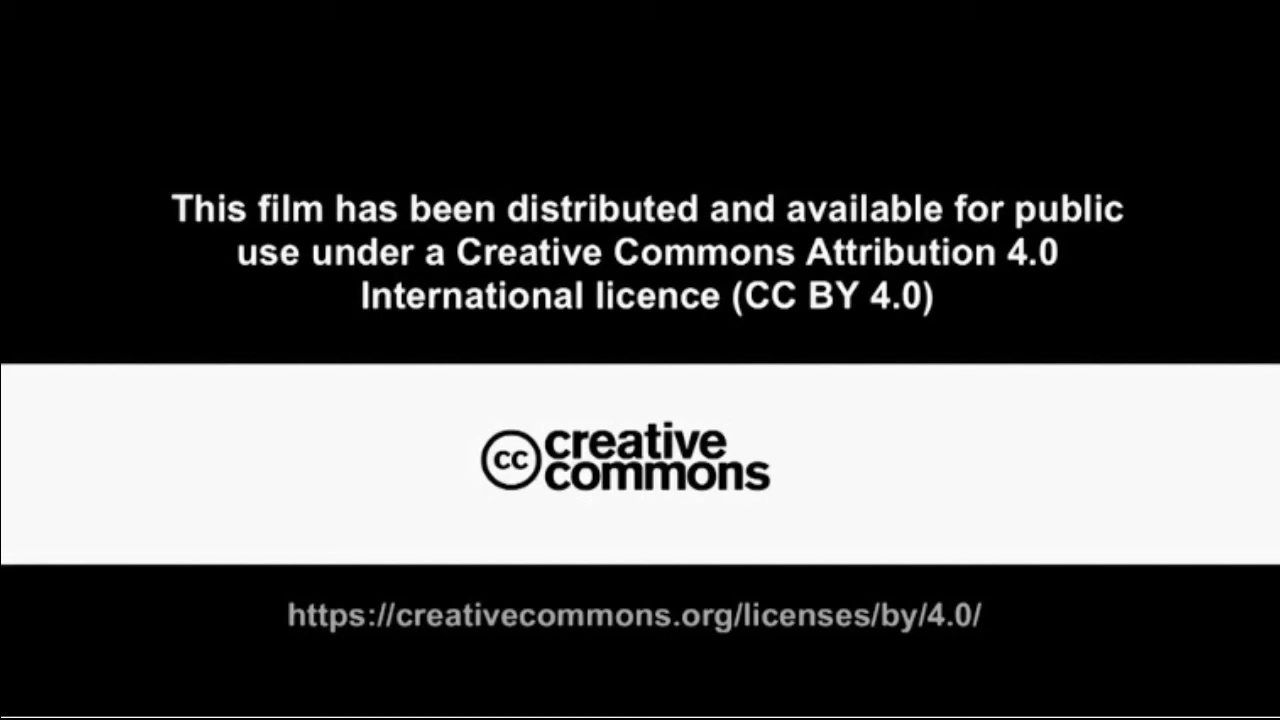 This film has been distributed and available for public
use under a Creative Commons Attribution 4.0
International licence (CC BY 4.0)
cc creative
commons
https://creativecommons.org/licenses/by/4.0/